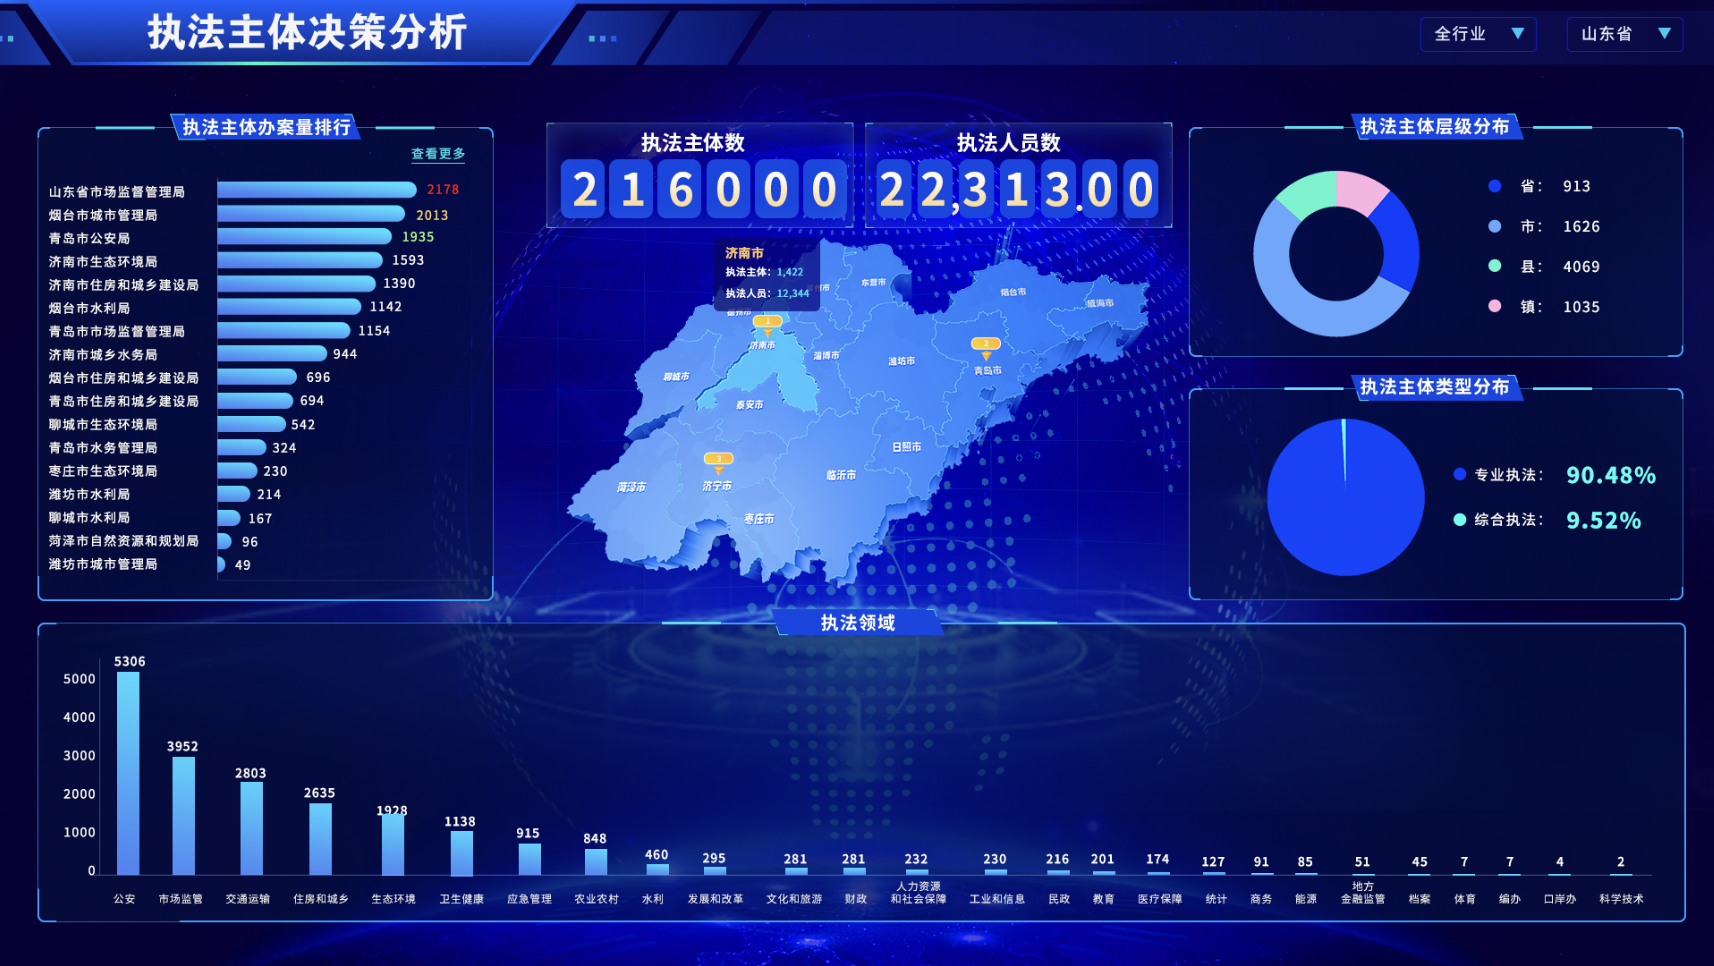 执法主体决策分析
全行业 ▼
山东省 ▼
执法主体办案量排行
查看更多
山东省市场监督管理局 2178
烟台市城市管理局 2013
青岛市公安局 1935
济南市生态环境局 1593
济南市住房和城乡建设局 1390
烟台市水利局 1142
青岛市市场监督管理局 1154
济南市城乡水务局 944
烟台市住房和城乡建设局 696
青岛市住房和城乡建设局 694
聊城市生态环境局 542
青岛市水务管理局 324
枣庄市生态环境局 230
潍坊市水利局 214
聊城市水利局 167
菏泽市自然资源和规划局 96
潍坊市城市管理局 49
执法主体数
216000
执法人员数
22,313.00
济南市
执法主体：1,422
执法人员：12,344
州市
东营市
烟台市
威海市
德州市
1
济南市
淄博市
潍坊市
2
青岛市
聊城市
泰安市
日照市
3
菏泽市
济宁市
临沂市
枣庄市
执法主体层级分布
省： 913
市： 1626
县： 4069
镇： 1035
执法主体类型分布
专业执法： 90.48%
综合执法： 9.52%
执法领域
5000
4000
3000
2000
1000
0
5306
3952
2803
2635
1928
1138
915
848
460
295
281
281
232
230
216
201
174
127
91
85
51
45
7
7
4
2
公安
市场监管
交通运输
住房和城乡
生态环境
卫生健康
应急管理
农业农村
水利
发展和改革
文化和旅游
财政
人力资源
和社会保障
工业和信息
民政
教育
医疗保障
统计
商务
能源
地方
金融监管
档案
体育
编办
口岸办
科学技术